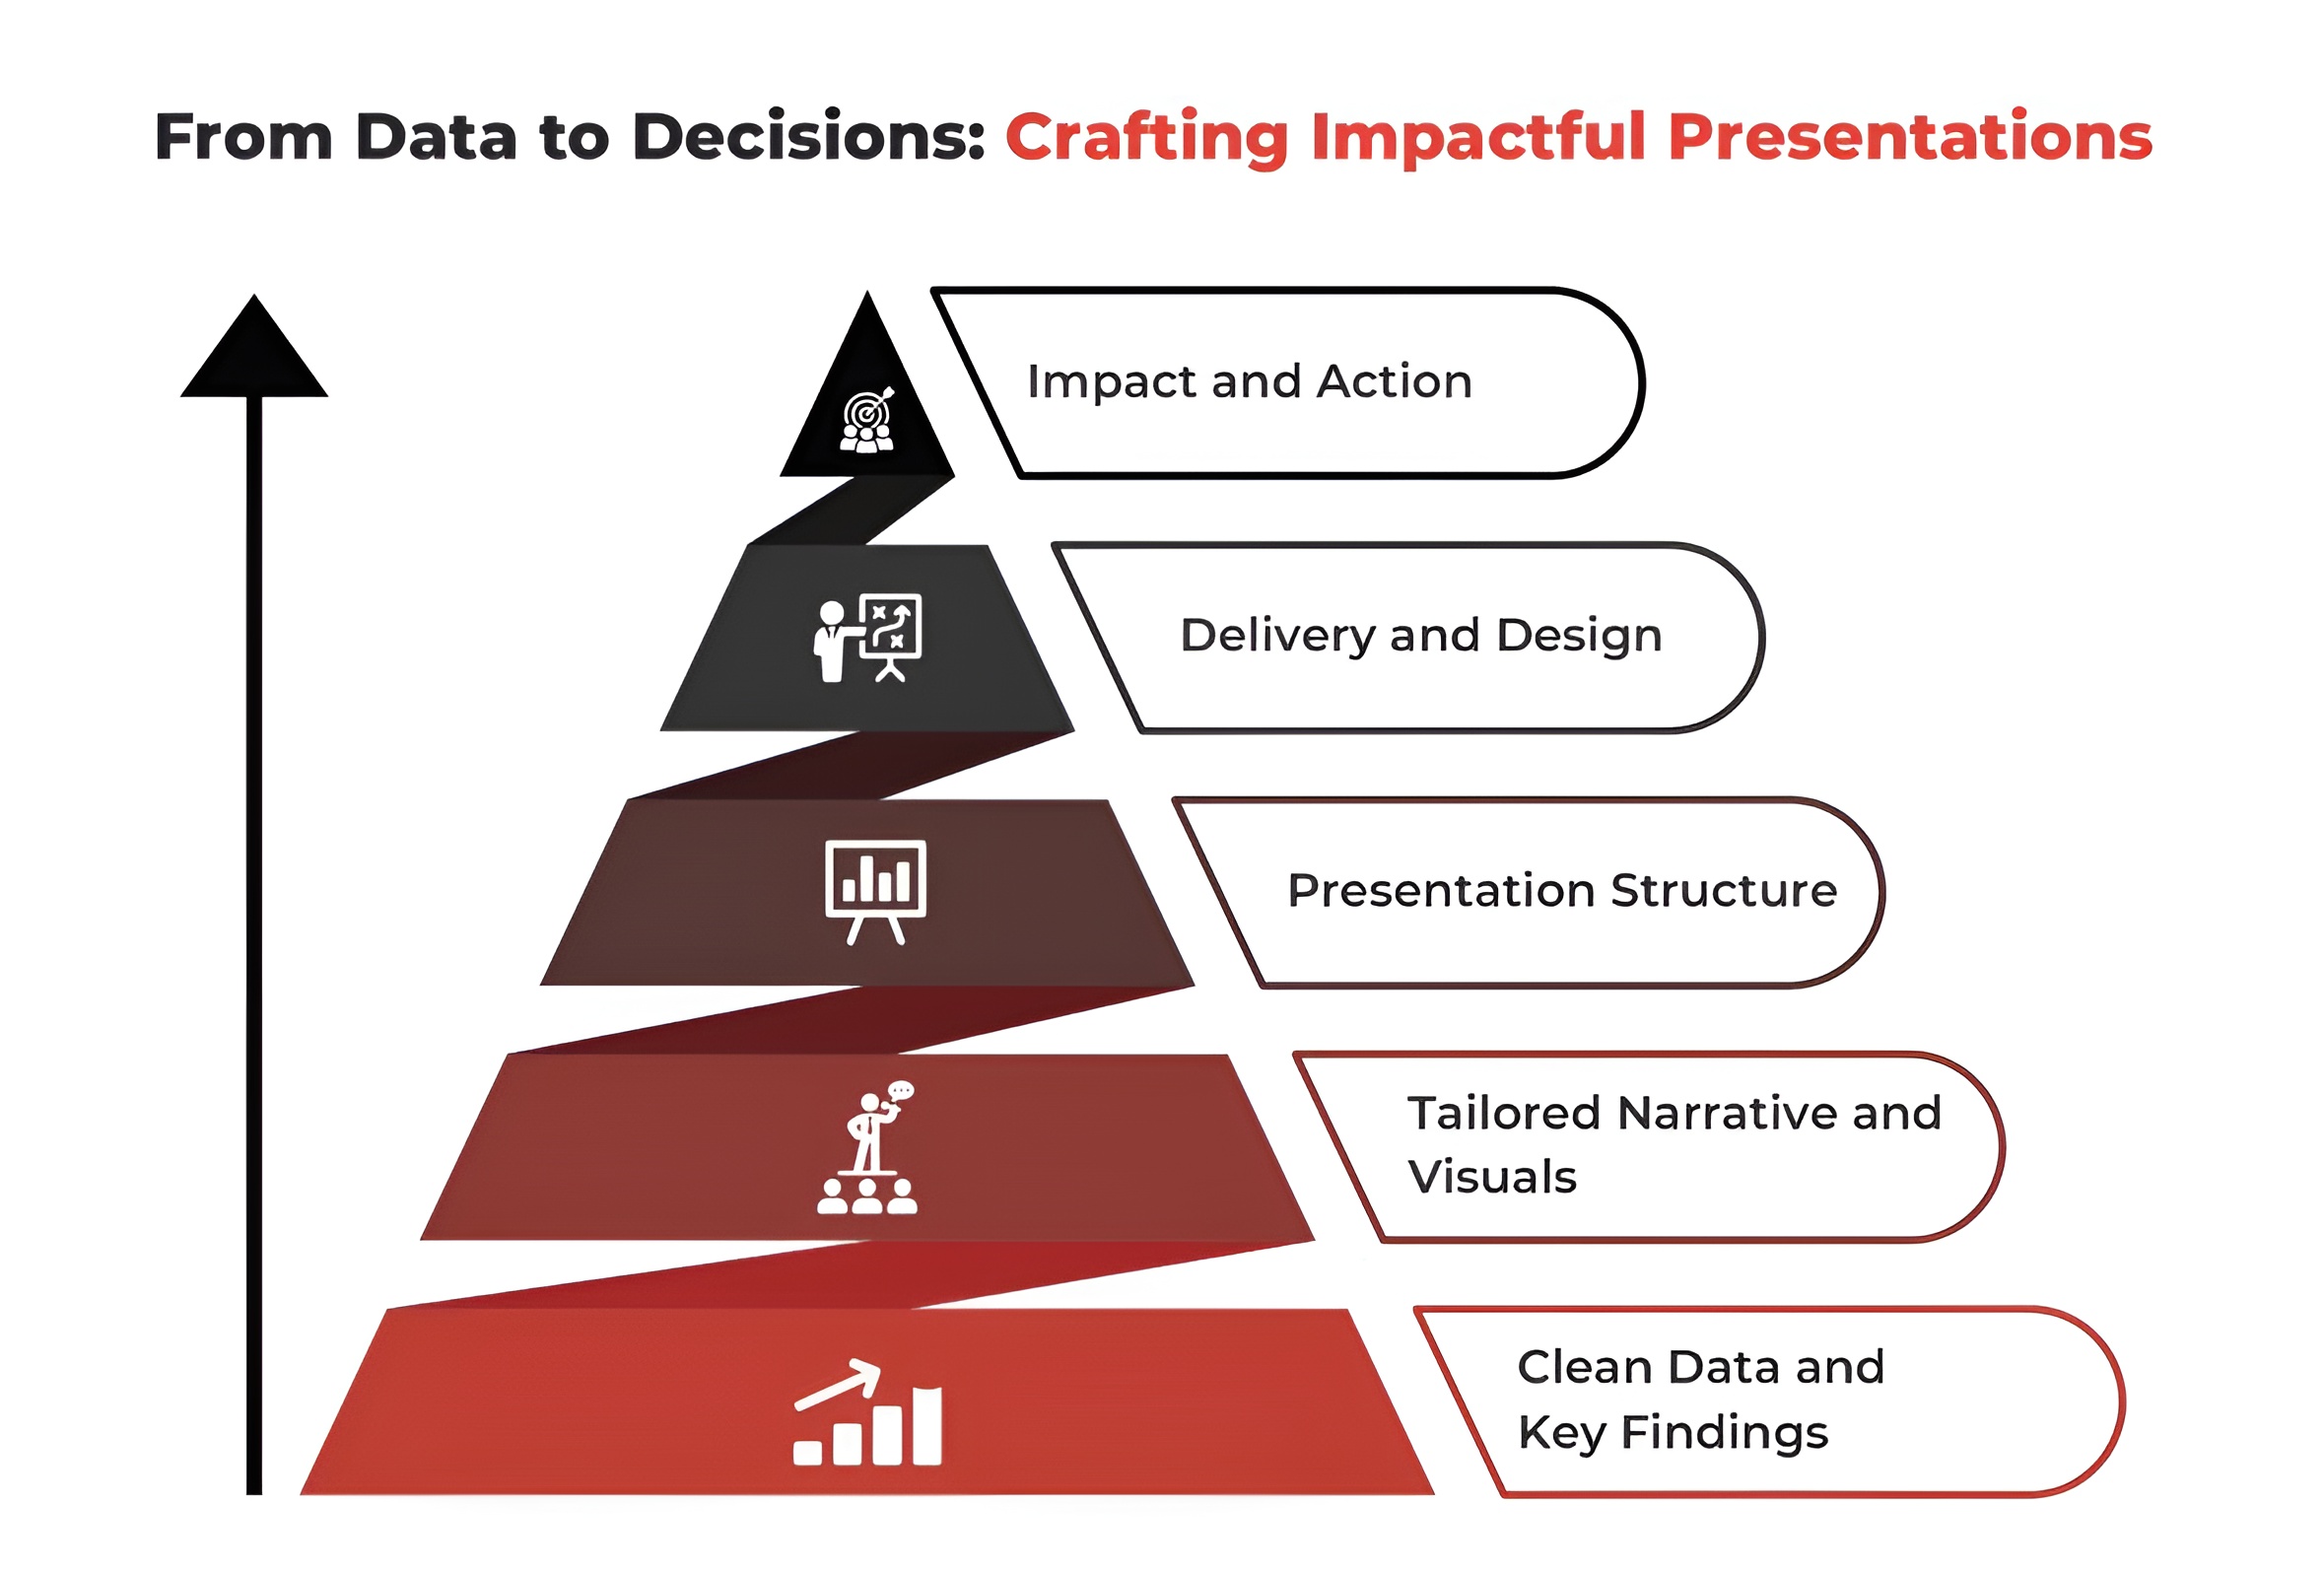 From Data to Decisions: Crafting Impactful Presentations
Impact and Action
Delivery and Design
Presentation Structure
Tailored Narrative and
Visuals
Clean Data and
Key Findings